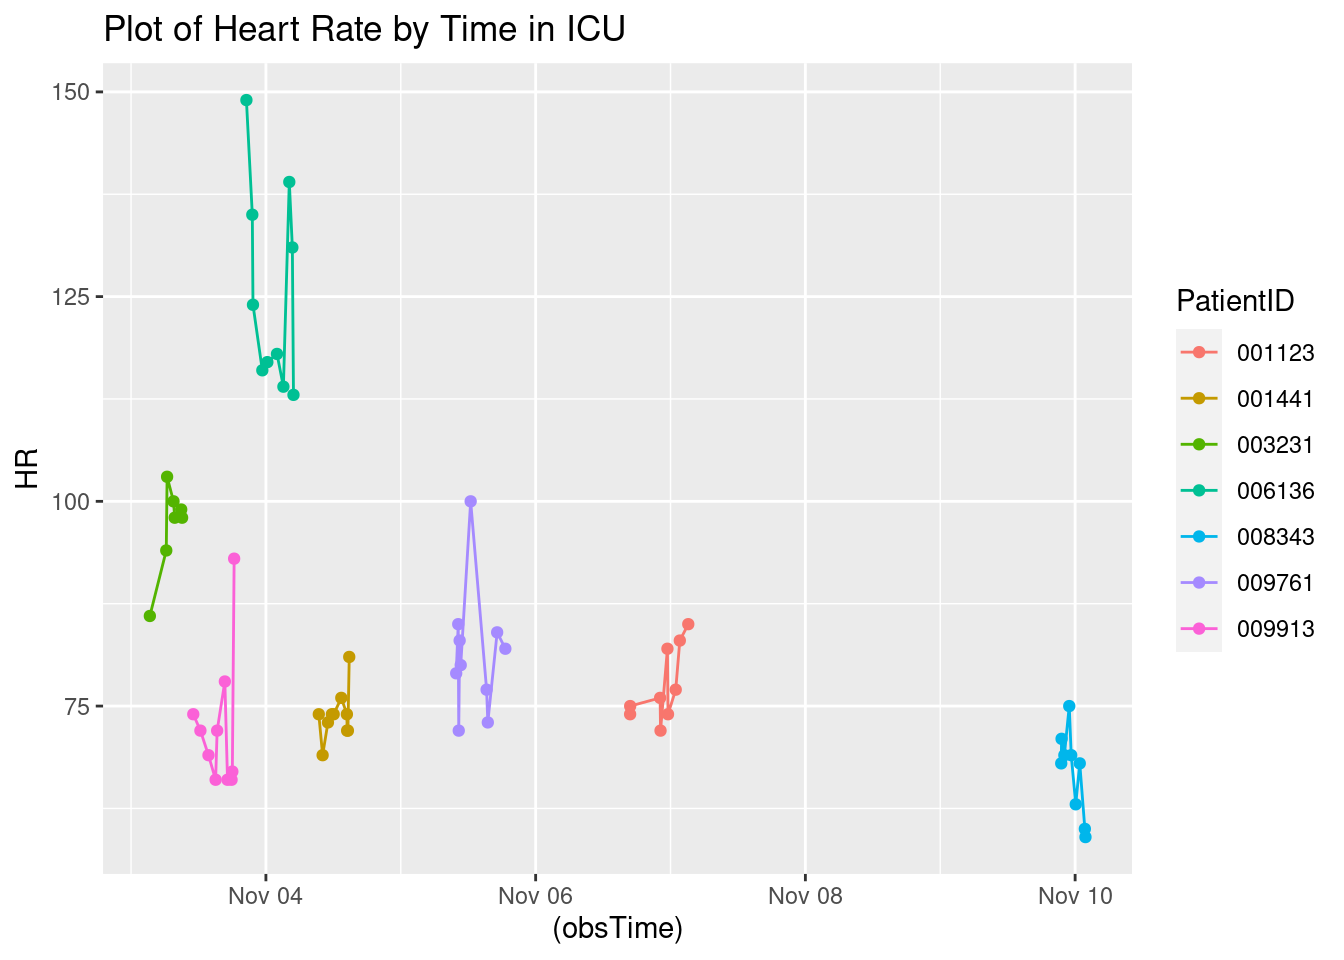 Plot of Heart Rate by Time in ICU
150
125
100
75
HR
Nov 04
Nov 06
Nov 08
Nov 10
(obsTime)
PatientID
001123
001441
003231
006136
008343
009761
009913